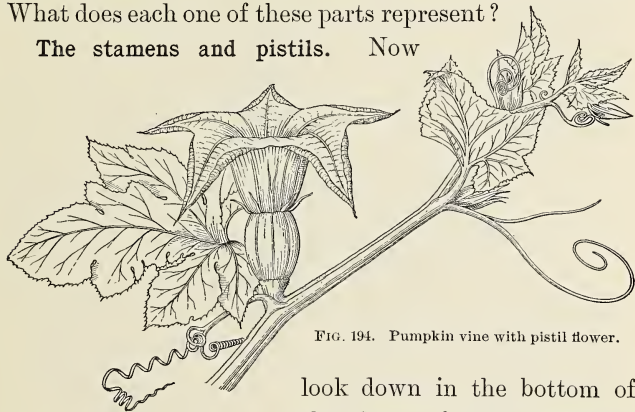 What does each one of these parts represent?
The stamens and pistils. Now
FIG. 194. Pumpkin vine with pistil flower.
look down in the bottom of